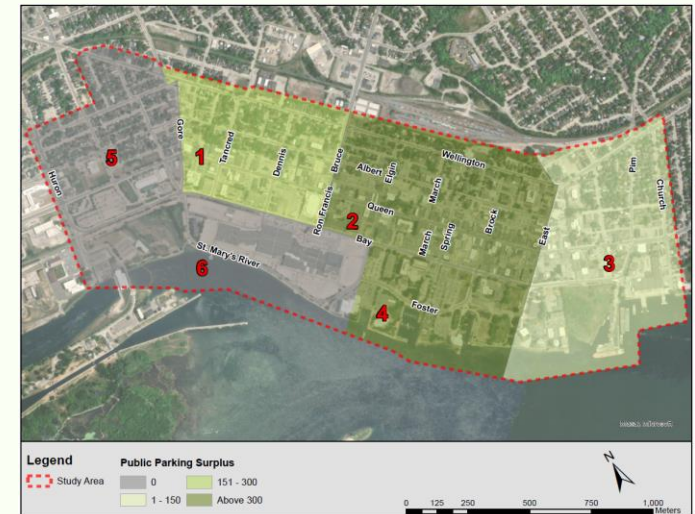 Gore
1
Tancred
Dennis
Bruce
Ron Francis
Albert
Elgin
Wellington
March
Queen
2
Bay
March
Spring
Brock
East
Pim
Church
3
Huron
5
St. Mary's River
6
4
Foster
Legend
Study Area
Public Parking Surplus
0
1 - 150
151 - 300
Above 300
N
0 125 250 500 750 1,000
Meters